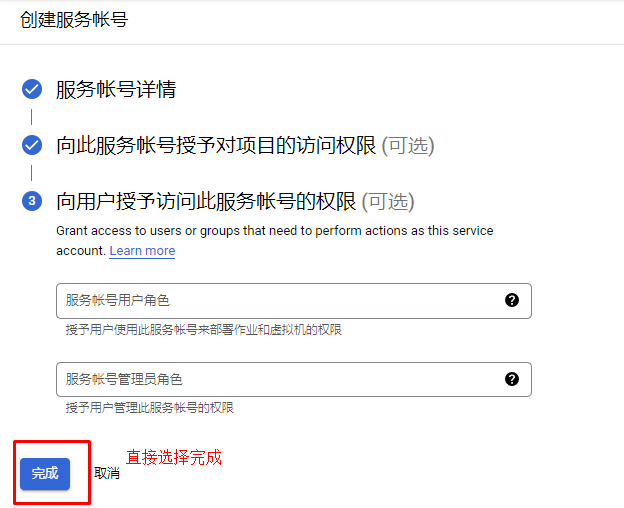 创建服务帐号
服务帐号详情
向此服务帐号授予对项目的访问权限 (可选)
3 向用户授予访问此服务帐号的权限 (可选)
Grant access to users or groups that need to perform actions as this service
account. Learn more
服务帐号用户角色 ?
授予用户使用此服务帐号来部署作业和虚拟机的权限
服务帐号管理员角色 ?
授予用户管理此服务帐号的权限
完成 取消 直接选择完成